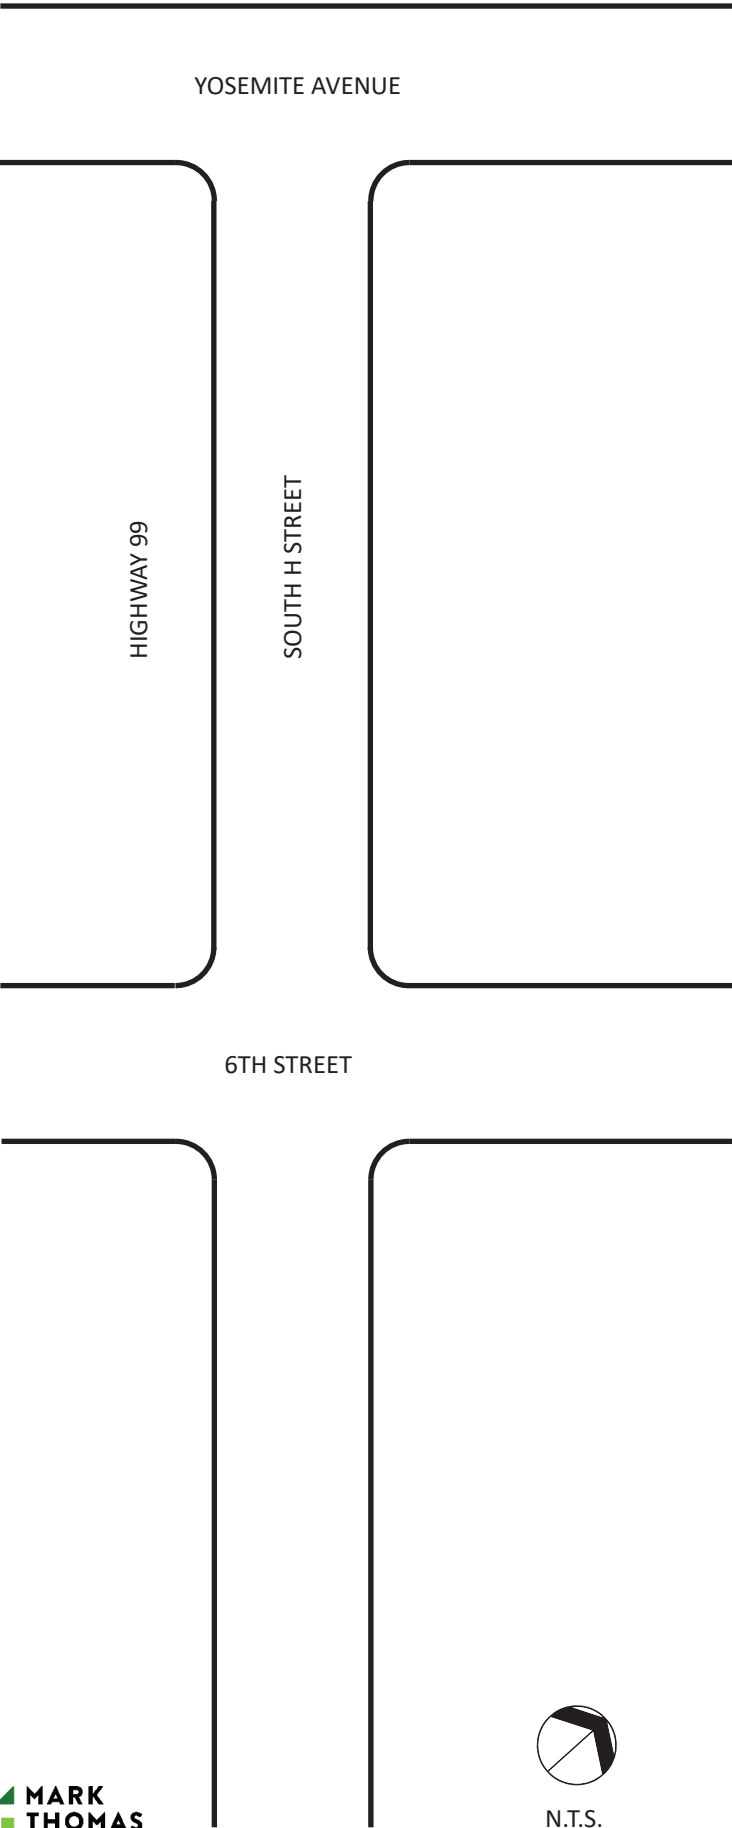 YOSEMITE AVENUE
HIGHWAY 99
SOUTH H STREET
6TH STREET
MARK
THOMAS
N.T.S.